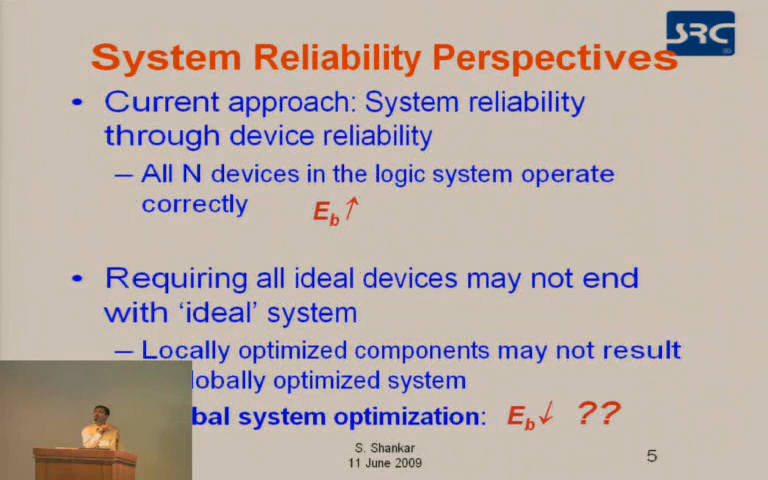 SRC
System Reliability Perspectives
• Current approach: System reliability
through device reliability
– All N devices in the logic system operate
correctly Eb↑
• Requiring all ideal devices may not end
with ‘ideal’ system
– Locally optimized components may not result
lobally optimized system
bal system optimization: Eb↓ ??
S. Shankar
11 June 2009
5